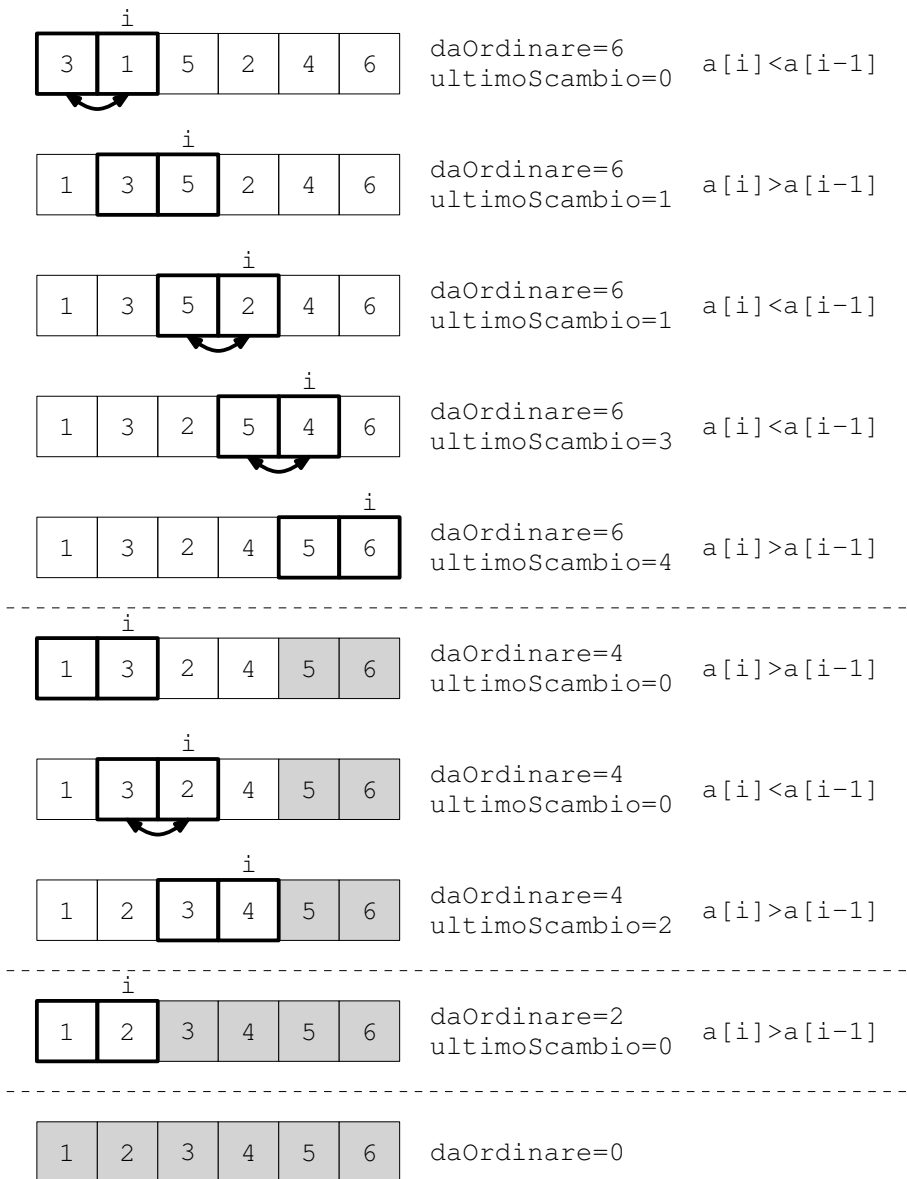 i
3 1 5 2 4 6
daOrdinare=6
ultimoScambio=0
a[i]<a[i-1]
i
1 3 5 2 4 6
daOrdinare=6
ultimoScambio=1
a[i]>a[i-1]
i
1 3 5 2 4 6
daOrdinare=6
ultimoScambio=1
a[i]<a[i-1]
i
1 3 2 5 4 6
daOrdinare=6
ultimoScambio=3
a[i]<a[i-1]
i
1 3 2 4 5 6
daOrdinare=6
ultimoScambio=4
a[i]>a[i-1]
i
1 3 2 4 5 6
daOrdinare=4
ultimoScambio=0
a[i]>a[i-1]
i
1 3 2 4 5 6
daOrdinare=4
ultimoScambio=0
a[i]<a[i-1]
i
1 2 3 4 5 6
daOrdinare=4
ultimoScambio=2
a[i]>a[i-1]
i
1 2 3 4 5 6
daOrdinare=2
ultimoScambio=0
a[i]>a[i-1]
1 2 3 4 5 6
daOrdinare=0